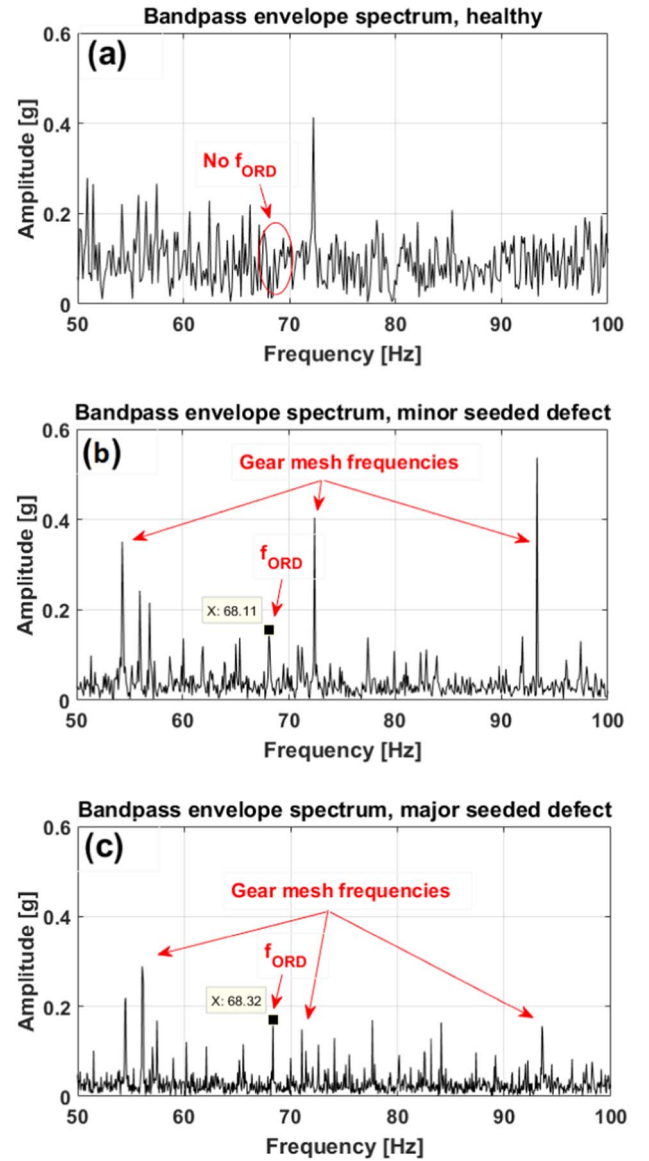 Bandpass envelope spectrum, healthy
(a)
0.6
0.4
0.2
0
Amplitude [g]
No fORD
50 60 70 80 90 100
Frequency [Hz]
Bandpass envelope spectrum, minor seeded defect
(b)
0.6
0.4
0.2
0
Amplitude [g]
Gear mesh frequencies
fORD
X: 68.11
50 60 70 80 90 100
Frequency [Hz]
Bandpass envelope spectrum, major seeded defect
(c)
0.6
0.4
0.2
0
Amplitude [g]
Gear mesh frequencies
fORD
X: 68.32
50 60 70 80 90 100
Frequency [Hz]